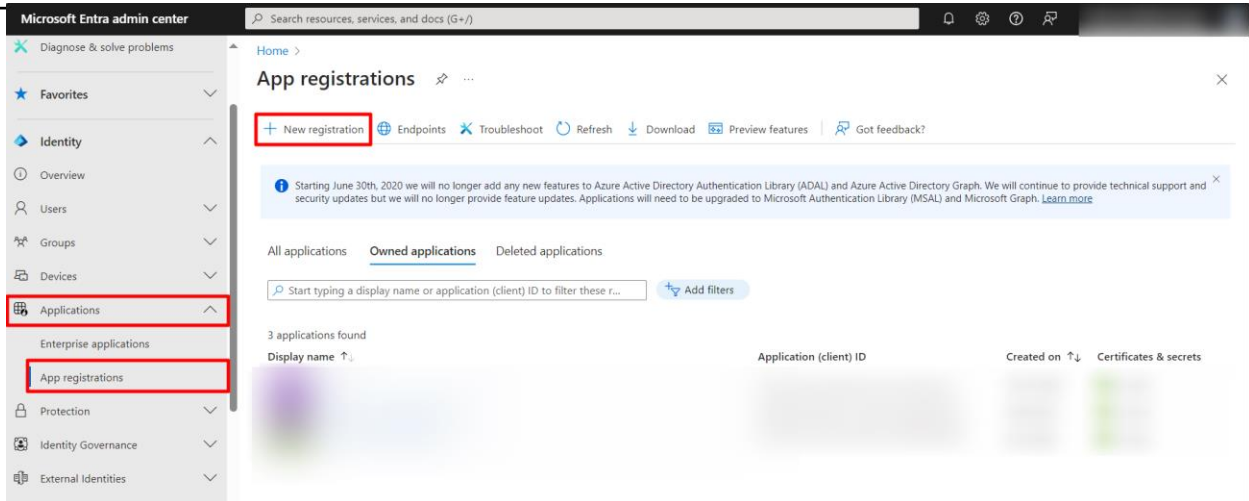 Microsoft Entra admin center
Search resources, services, and docs (G+/)
Diagnose & solve problems
Favorites
Identity
Overview
Users
Groups
Devices
Applications
Enterprise applications
App registrations
Protection
Identity Governance
External Identities
Home >
App registrations
New registration Endpoints Troubleshoot Refresh Download Preview features Got feedback?
Starting June 30th, 2020 we will no longer add any new features to Azure Active Directory Authentication Library (ADAL) and Azure Active Directory Graph. We will continue to provide technical support and
security updates but we will no longer provide feature updates. Applications will need to be upgraded to Microsoft Authentication Library (MSAL) and Microsoft Graph. Learn more
All applications Owned applications Deleted applications
Start typing a display name or application (client) ID to filter these r...
Add filters
3 applications found
Display name Application (client) ID Created on Certificates & secrets